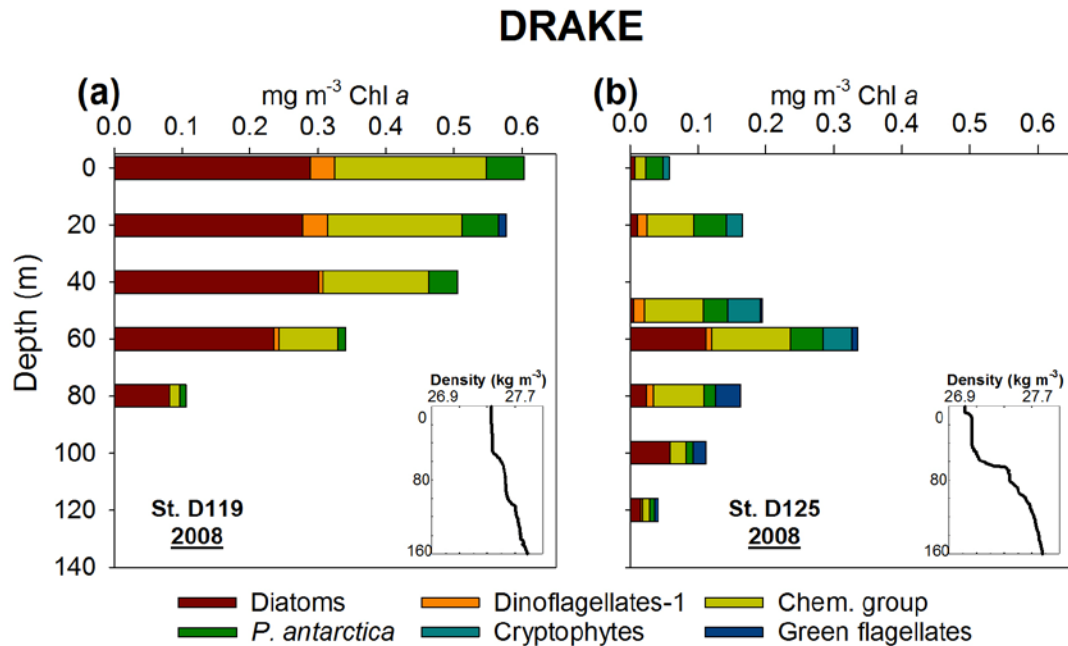 DRAKE
(a)
mg m-3 Chl a
0.0 0.1 0.2 0.3 0.4 0.5 0.6
(b)
mg m-3 Chl a
0.0 0.1 0.2 0.3 0.4 0.5 0.6
Depth (m)
0
20
40
60
80
100
120
140
Density (kg m-3)
26.9 27.7
0
80
160
St. D119
2008
Density (kg m-3)
26.9 27.7
0
80
160
St. D125
2008
Diatoms Dinoflagellates-1 Chem. group
P. antarctica Cryptophytes Green flagellates